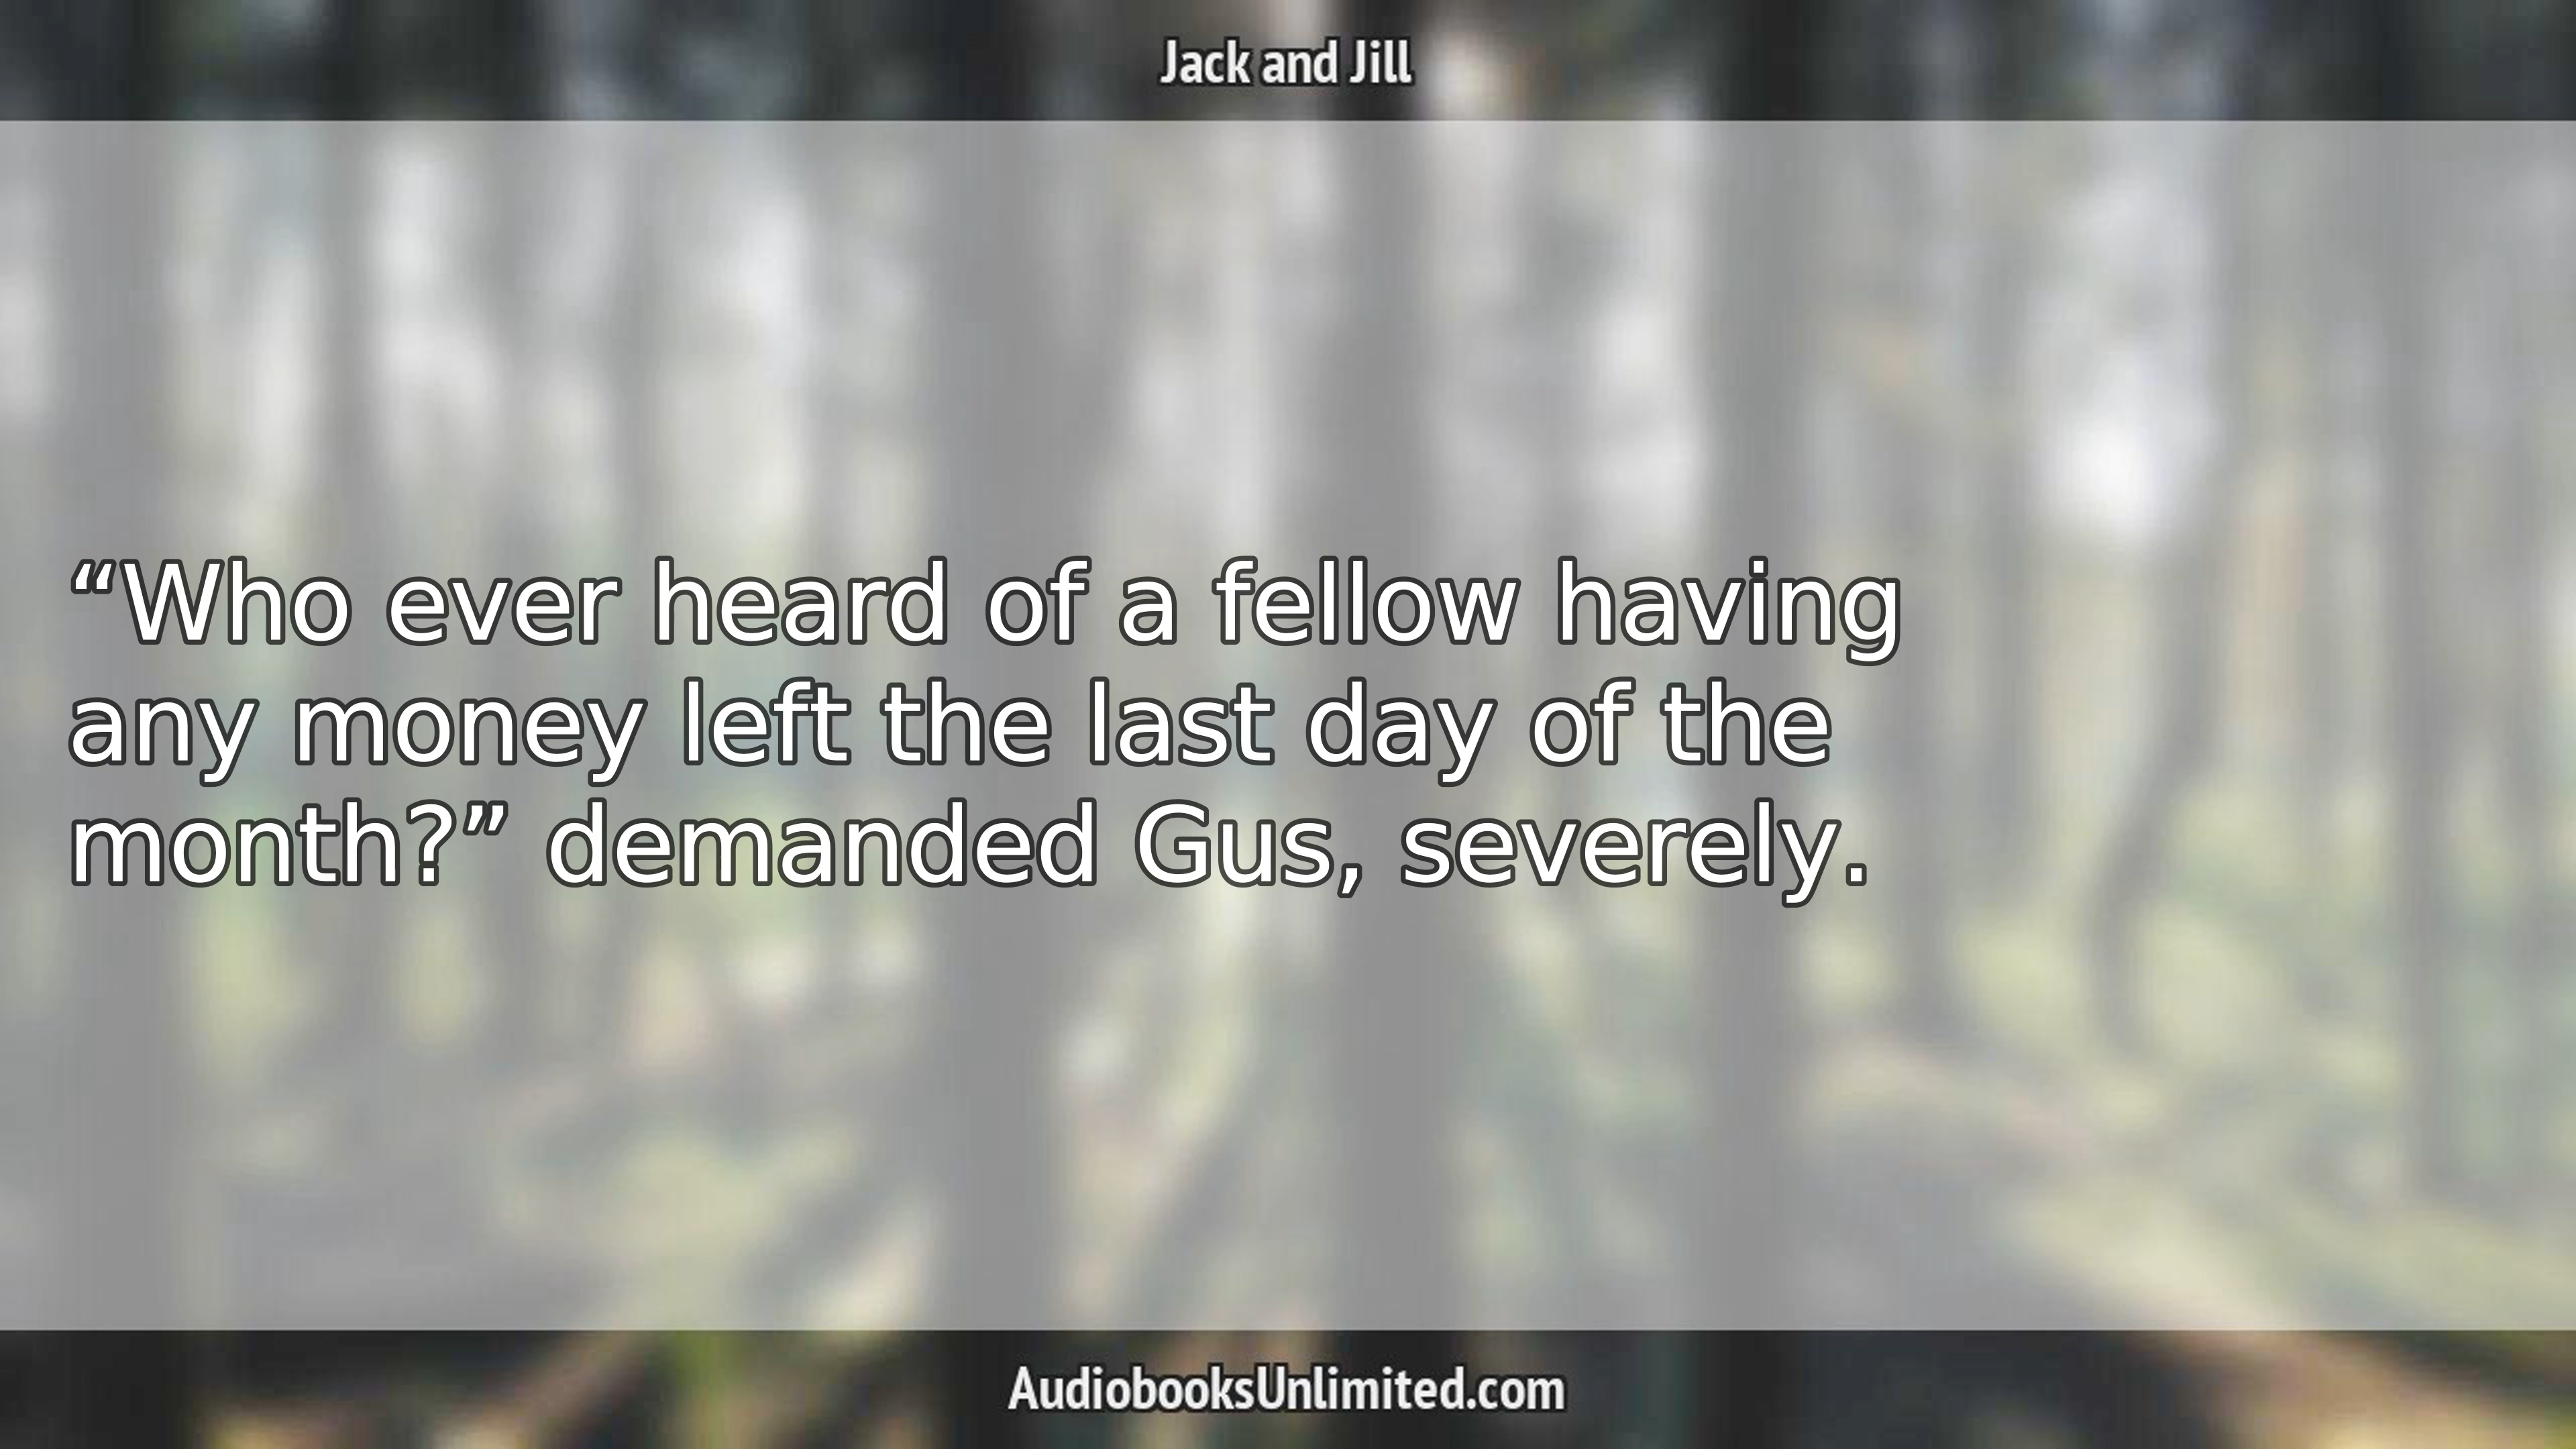 Jack and Jill
“Who ever heard of a fellow having
any money left the last day of the
month?” demanded Gus, severely.
AudiobooksUnlimited.com